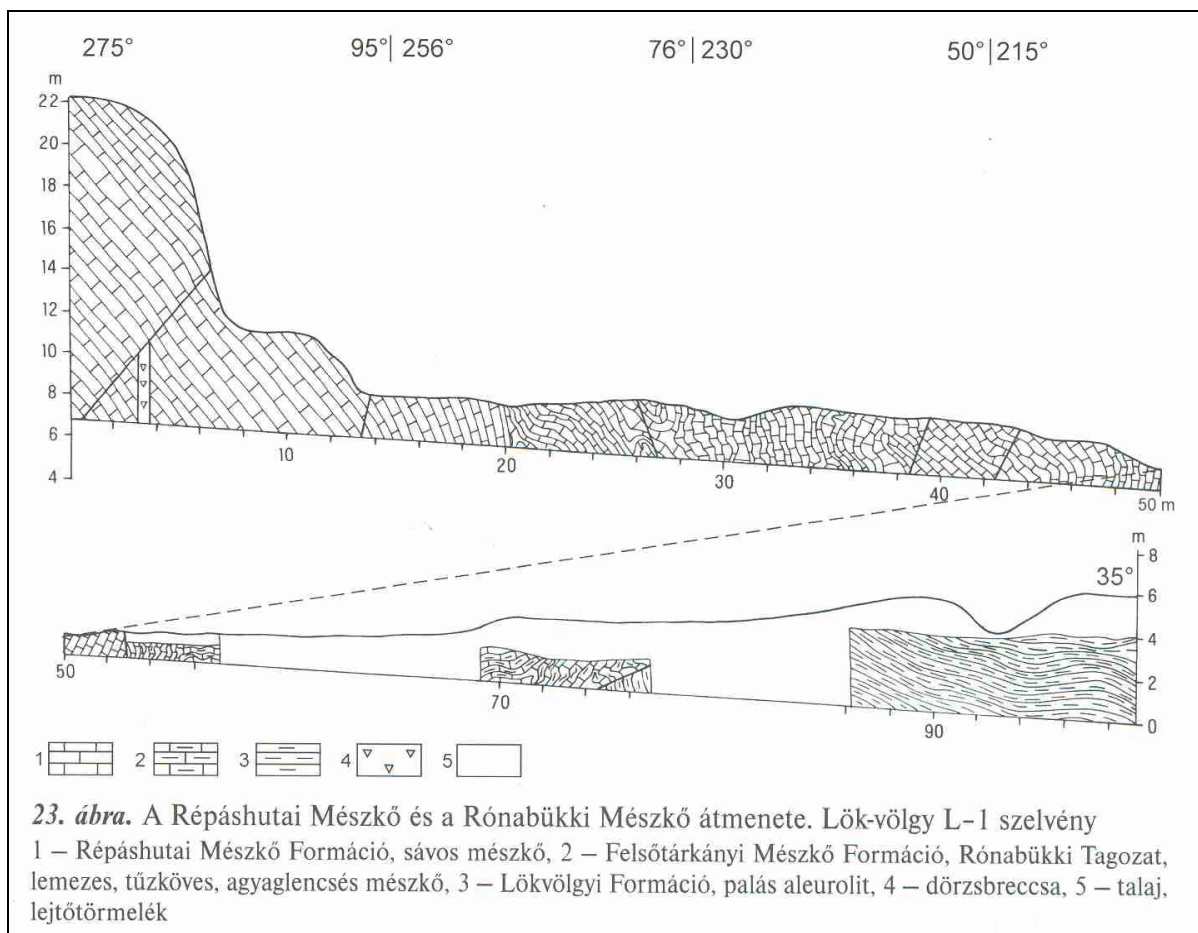 275° 95°|256° 76°|230° 50°|215°
m
22
20
18
16
14
12
10
8
6
4
10
20
30
40
50 m
m
8
35°
6
4
2
0
50
70
90
1 2 3 4 5
23. ábra. A Répáshutai Mészkő és a Rónabükki Mészkő átmenete. Lök-völgy L-1 szelvény
1 – Répáshutai Mészkő Formáció, sávos mészkő, 2 – Felsőtárkányi Mészkő Formáció, Rónabükki Tagozat,
lemezes, tűzköves, agyaglencsés mészkő, 3 – Lökvölgyi Formáció, palás aleurolit, 4 – dörzsbreccsa, 5 – talaj,
lejtőtörmelék